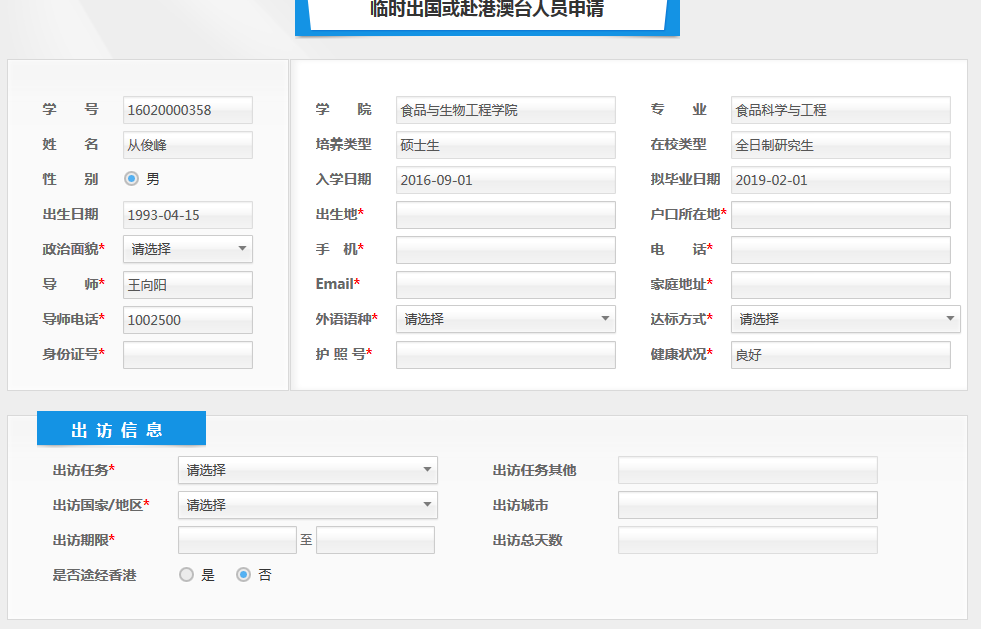 临时出国或赴港澳台人员申请
学 号 16020000358 学 院 食品与生物工程学院 专 业 食品科学与工程
姓 名 从俊峰 培养类型 硕士生 在校类型 全日制研究生
性 别 男 入学日期 2016-09-01 拟毕业日期 2019-02-01
出生日期 1993-04-15 出生地* 户口所在地*
政治面貌* 请选择 手 机* 电 话*
导 师* 王向阳 Email* 家庭地址*
导师电话* 1002500 外语语种* 请选择 达标方式* 请选择
身份证号* 护 照 号* 健康状况* 良好
出 访 信 息
出访任务* 请选择 出访任务其他
出访国家/地区* 请选择 出访城市
出访期限* 至 出访总天数
是否途经香港 是 否